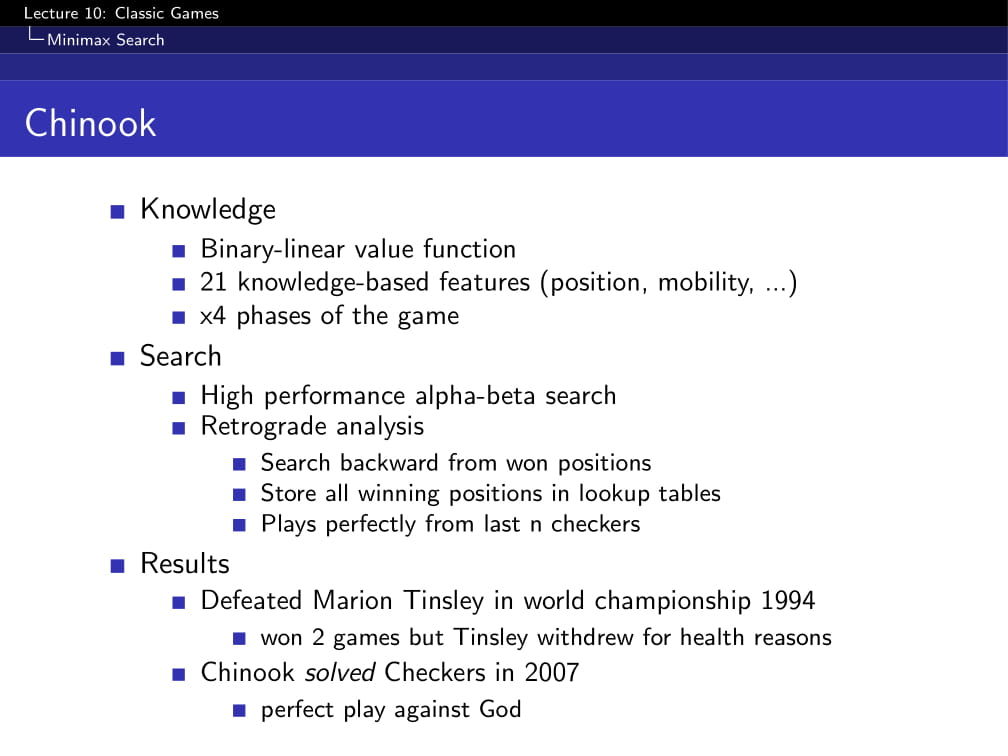 Lecture 10: Classic Games
Minimax Search
Chinook
Knowledge
Binary-linear value function
21 knowledge-based features (position, mobility, ...)
x4 phases of the game
Search
High performance alpha-beta search
Retrograde analysis
Search backward from won positions
Store all winning positions in lookup tables
Plays perfectly from last n checkers
Results
Defeated Marion Tinsley in world championship 1994
won 2 games but Tinsley withdrew for health reasons
Chinook solved Checkers in 2007
perfect play against God